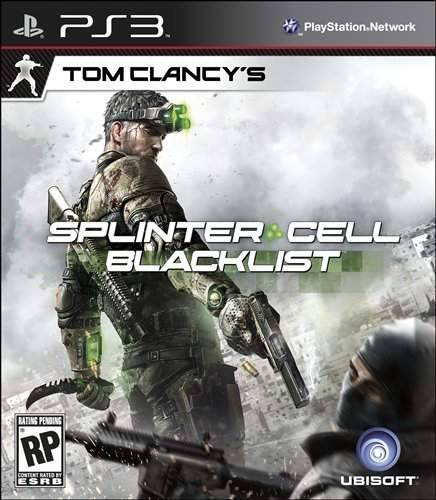 PS3
PlayStation®Network
TOM CLANCY'S
SPLINTER CELL
BLACKLIST
RATING PENDING
RP
CONTENT RATED BY
ESRB
UBISOFT